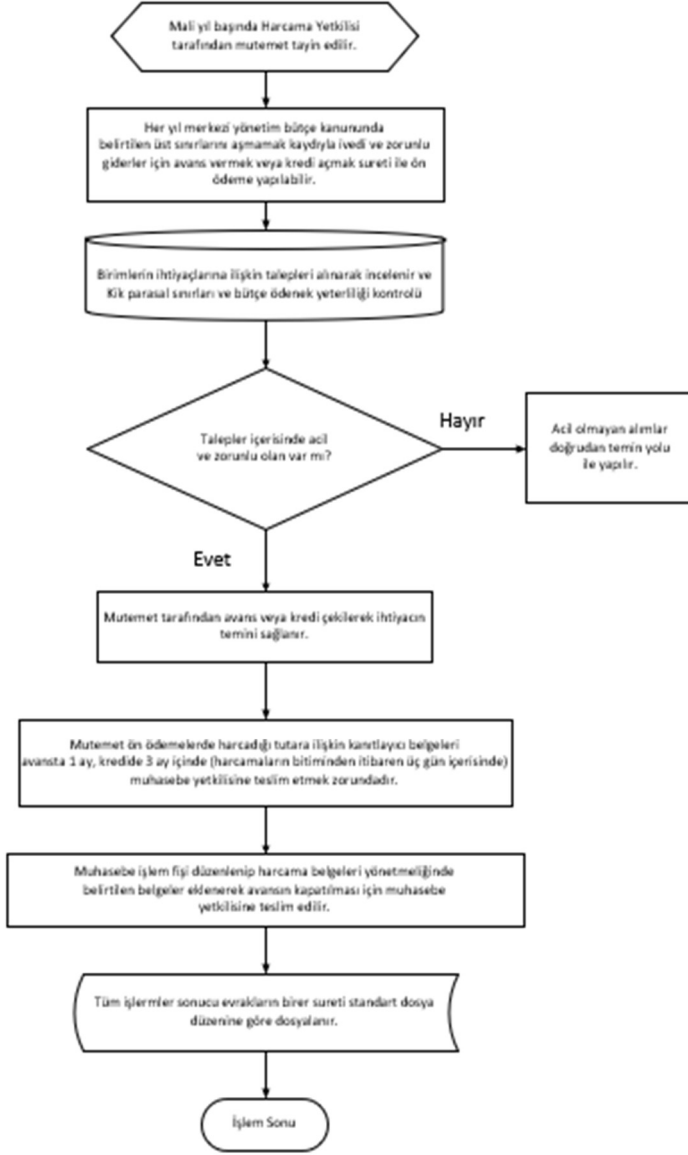 Mali yıl başında Harcama Yetkilisi
tarafından mutemet tayin edilir.
Her yıl merkezi yönetim bütçe kanununda
belirtilen üst sınırlarını aşmamak kaydıyla ivedi ve zorunlu
giderler için avans vermek veya kredi açmak sureti ile ön
ödeme yapılabilir.
Birimlerin ihtiyaçlarına ilişkin talepleri alınarak incelenir ve
Kik parasal sınırları ve bütçe ödenek yeterliliği kontrolü
Talepler içerisinde acil
ve zorunlu olan var mı?
Hayır
Acil olmayan alımlar
doğrudan temin yolu
ile yapılır.
Evet
Mutemet tarafından avans veya kredi çekilerek ihtiyacın
temini sağlanır.
Mutemet ön ödemelerde harcadığı tutara ilişkin kanıtlayıcı belgeleri
avansta 1 ay, kredide 3 ay içinde (harcamaların bitiminden itibaren üç gün içerisinde)
muhasebe yetkilisine teslim etmek zorundadır.
Muhasebe işlem fişi düzenlenip harcama belgeleri yönetmeliğinde
belirtilen belgeler eklenerek avansın kapatılması için muhasebe
yetkilisine teslim edilir.
Tüm işlermler sonucu evrakların birer sureti standart dosya
düzenine göre dosyalanır.
İşlem Sonu